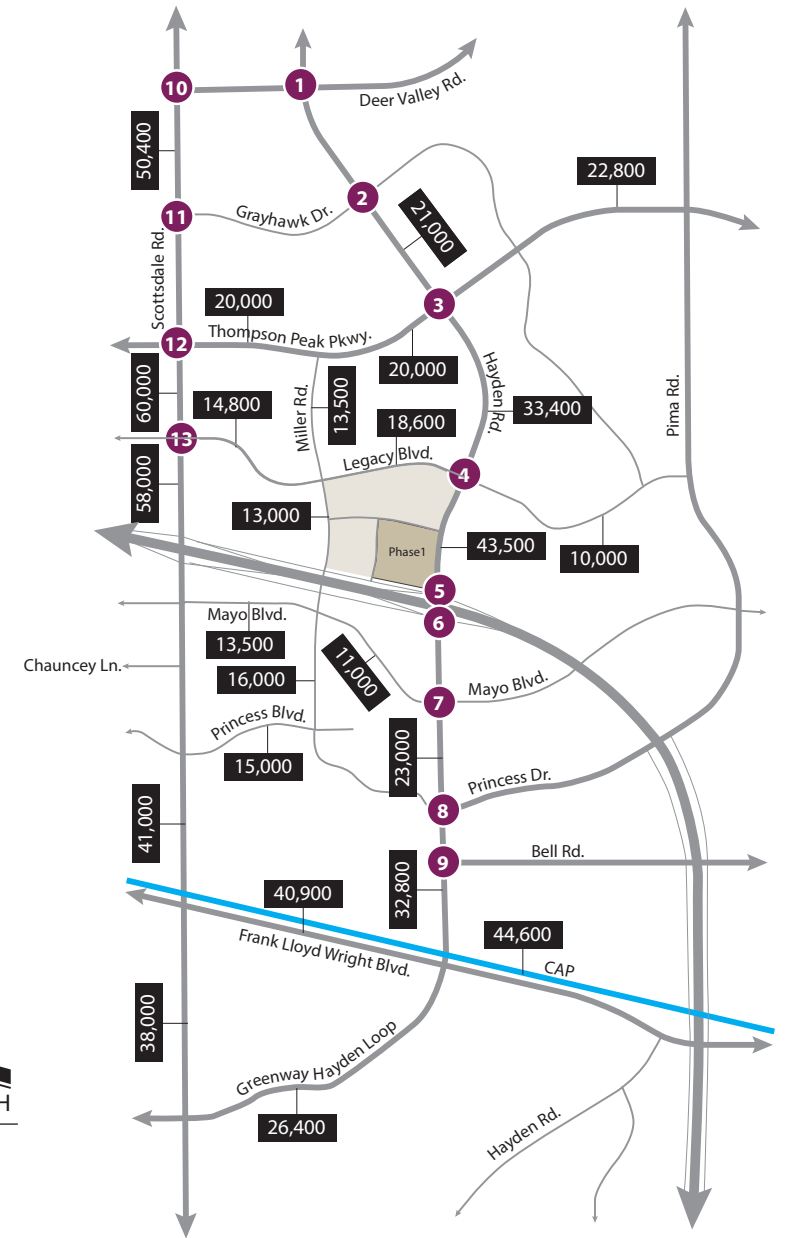 10
1
Deer Valley Rd.
50,400
22,800
2
11
Grayhawk Dr.
21,000
Scottsdale Rd.
3
20,000
12
Thompson Peak Pkwy.
20,000
Hayden Rd.
60,000
14,800
Miller Rd.
13,500
33,400
Pima Rd.
18,600
13
Legacy Blvd.
4
58,000
13,000
Phase1
43,500
10,000
5
6
Mayo Blvd.
13,500
Chauncey Ln.
16,000
11,000
7
Mayo Blvd.
Princess Blvd.
15,000
23,000
Princess Dr.
8
41,000
9
Bell Rd.
32,800
40,900
44,600
Frank Lloyd Wright Blvd.
CAP
38,000
Greenway Hayden Loop
H
26,400
Hayden Rd.